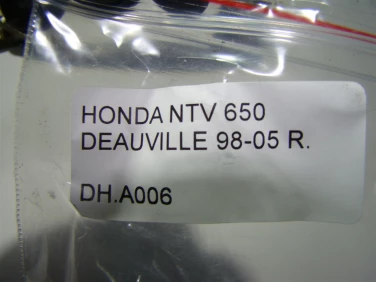 HONDA NTV 650
DEAUVILLE 98-05 R.
DH.A006